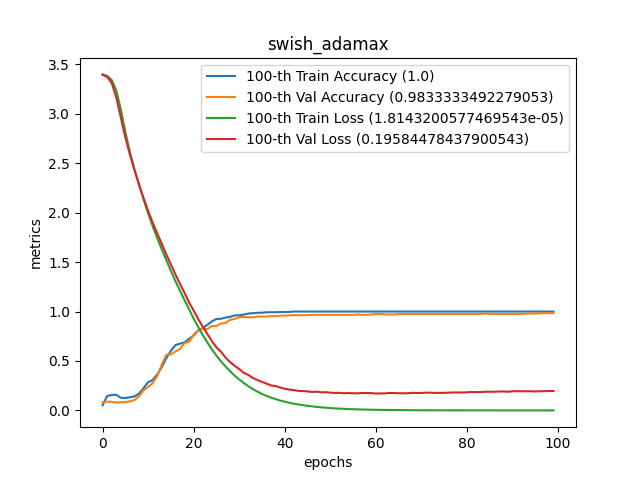 swish_adamax
100-th Train Accuracy (1.0)
100-th Val Accuracy (0.9833333492279053)
100-th Train Loss (1.8143200577469543e-05)
100-th Val Loss (0.19584478437900543)
metrics
3.5
3.0
2.5
2.0
1.5
1.0
0.5
0.0
0 20 40 60 80 100
epochs